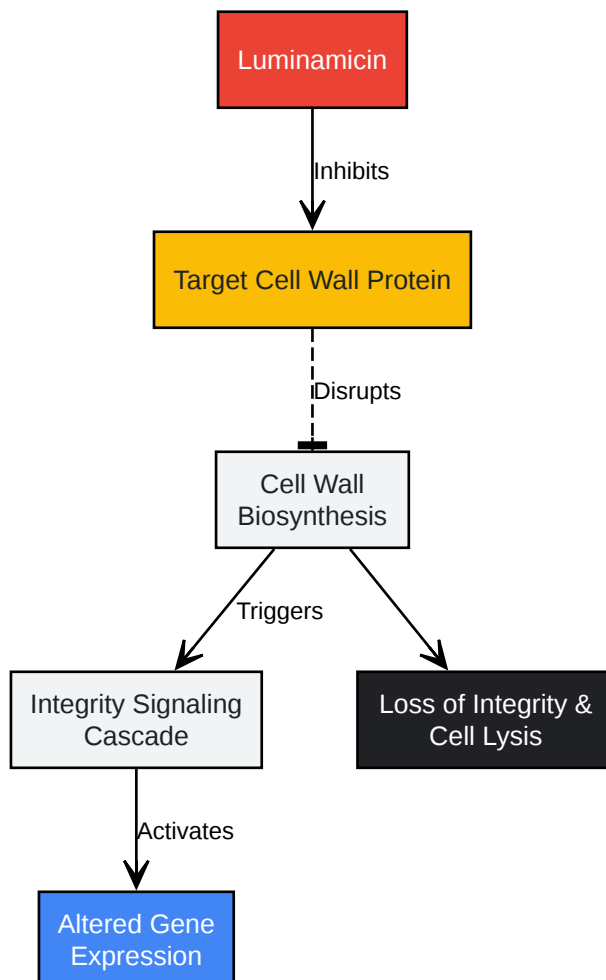 Luminamicin
Inhibits
Target Cell Wall Protein
Disrupts
Cell Wall
Biosynthesis
Triggers
Integrity Signaling
Cascade
Loss of Integrity &
Cell Lysis
Activates
Altered Gene
Expression